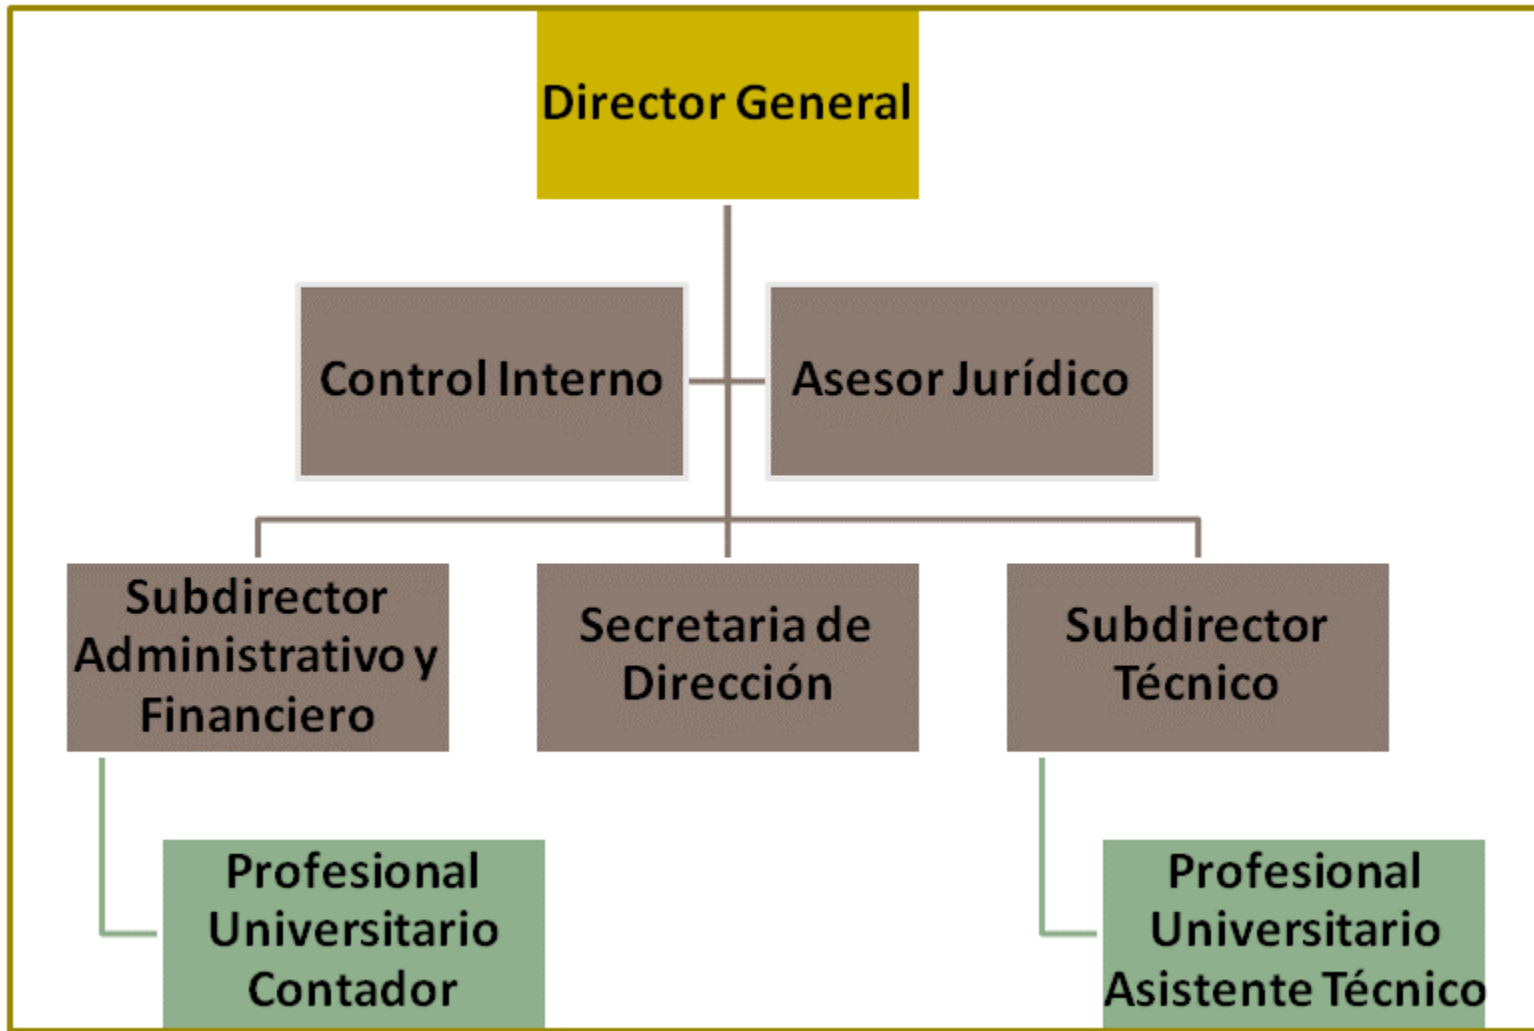 Director General
Control Interno
Asesor Jurídico
Subdirector
Administrativo y
Financiero
Secretaria de
Dirección
Subdirector
Técnico
Profesional
Universitario
Contador
Profesional
Universitario
Asistente Técnico